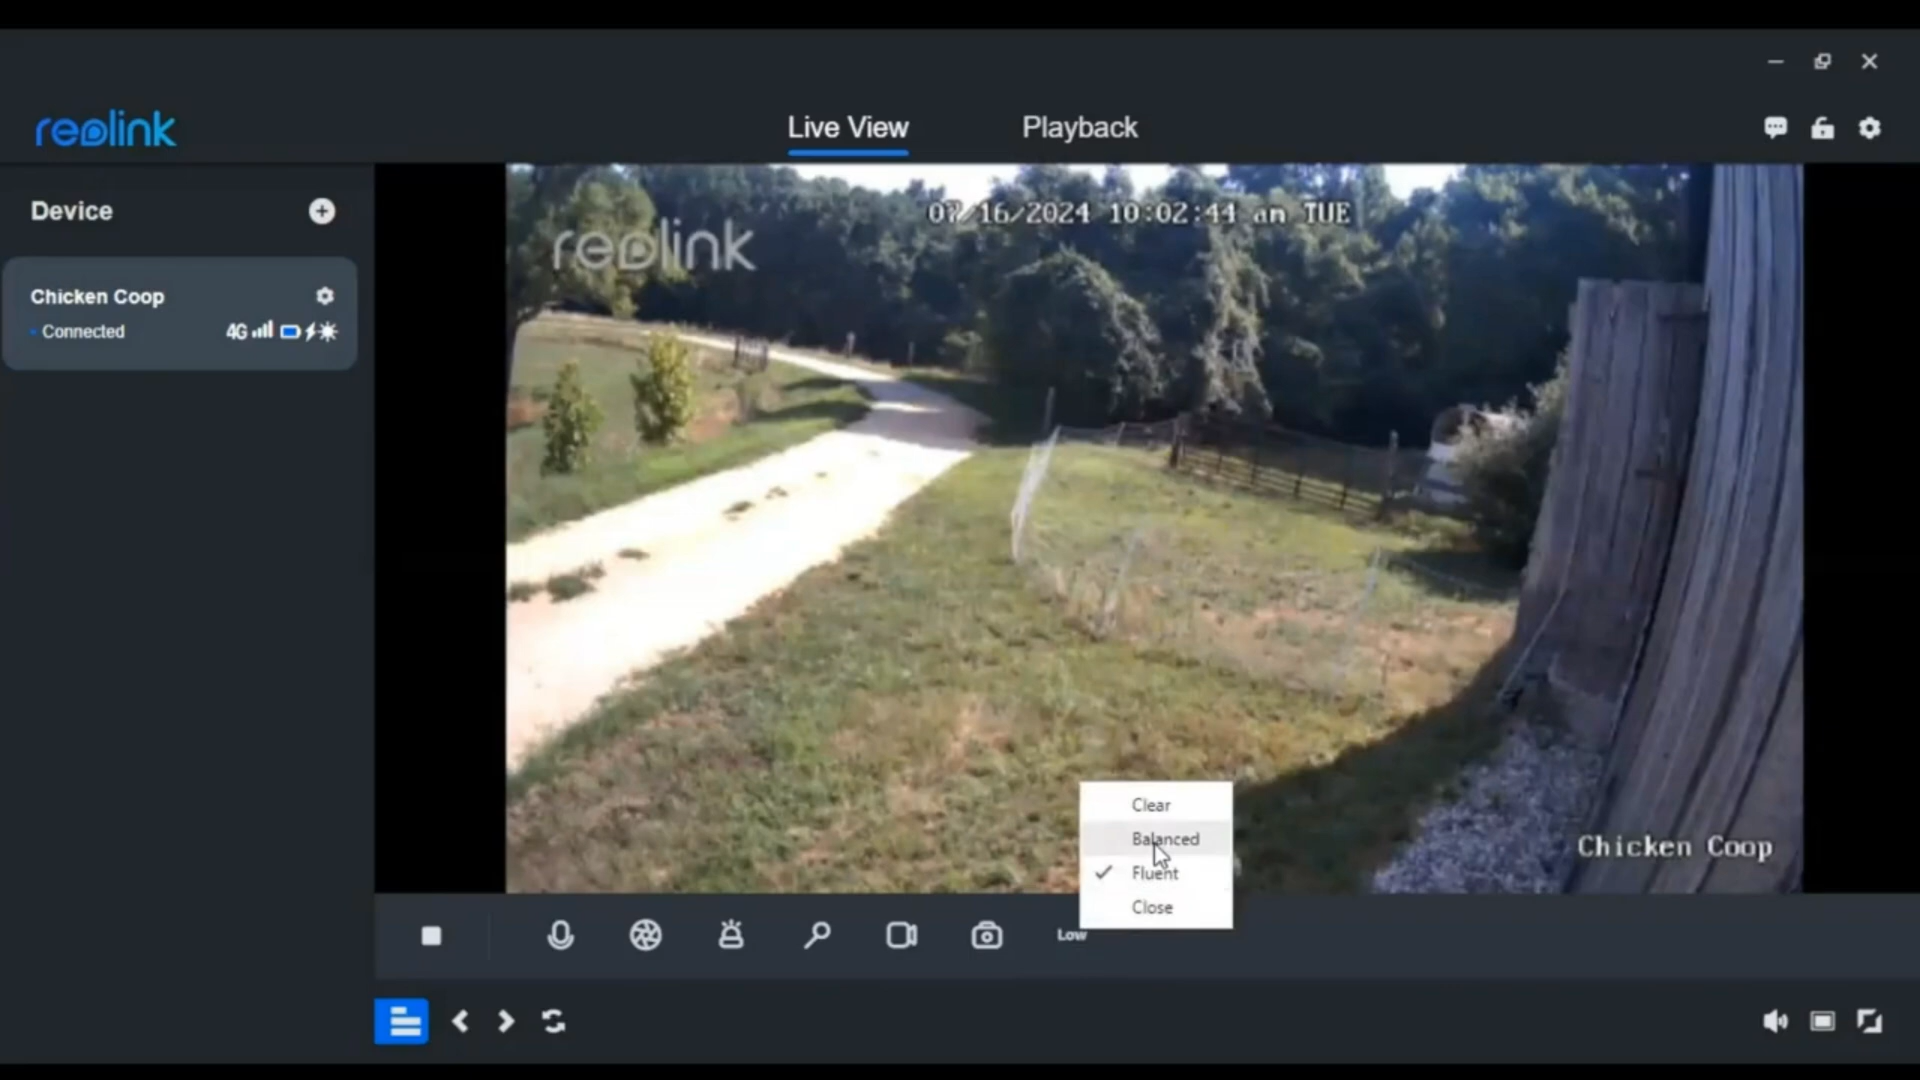 reolink
Live View
Playback
Device
Chicken Coop
Connected
4G
reolink
07/16/2024 10:02:44 am TUE
Chicken Coop
Clear
Balanced
Fluent
Close
Low